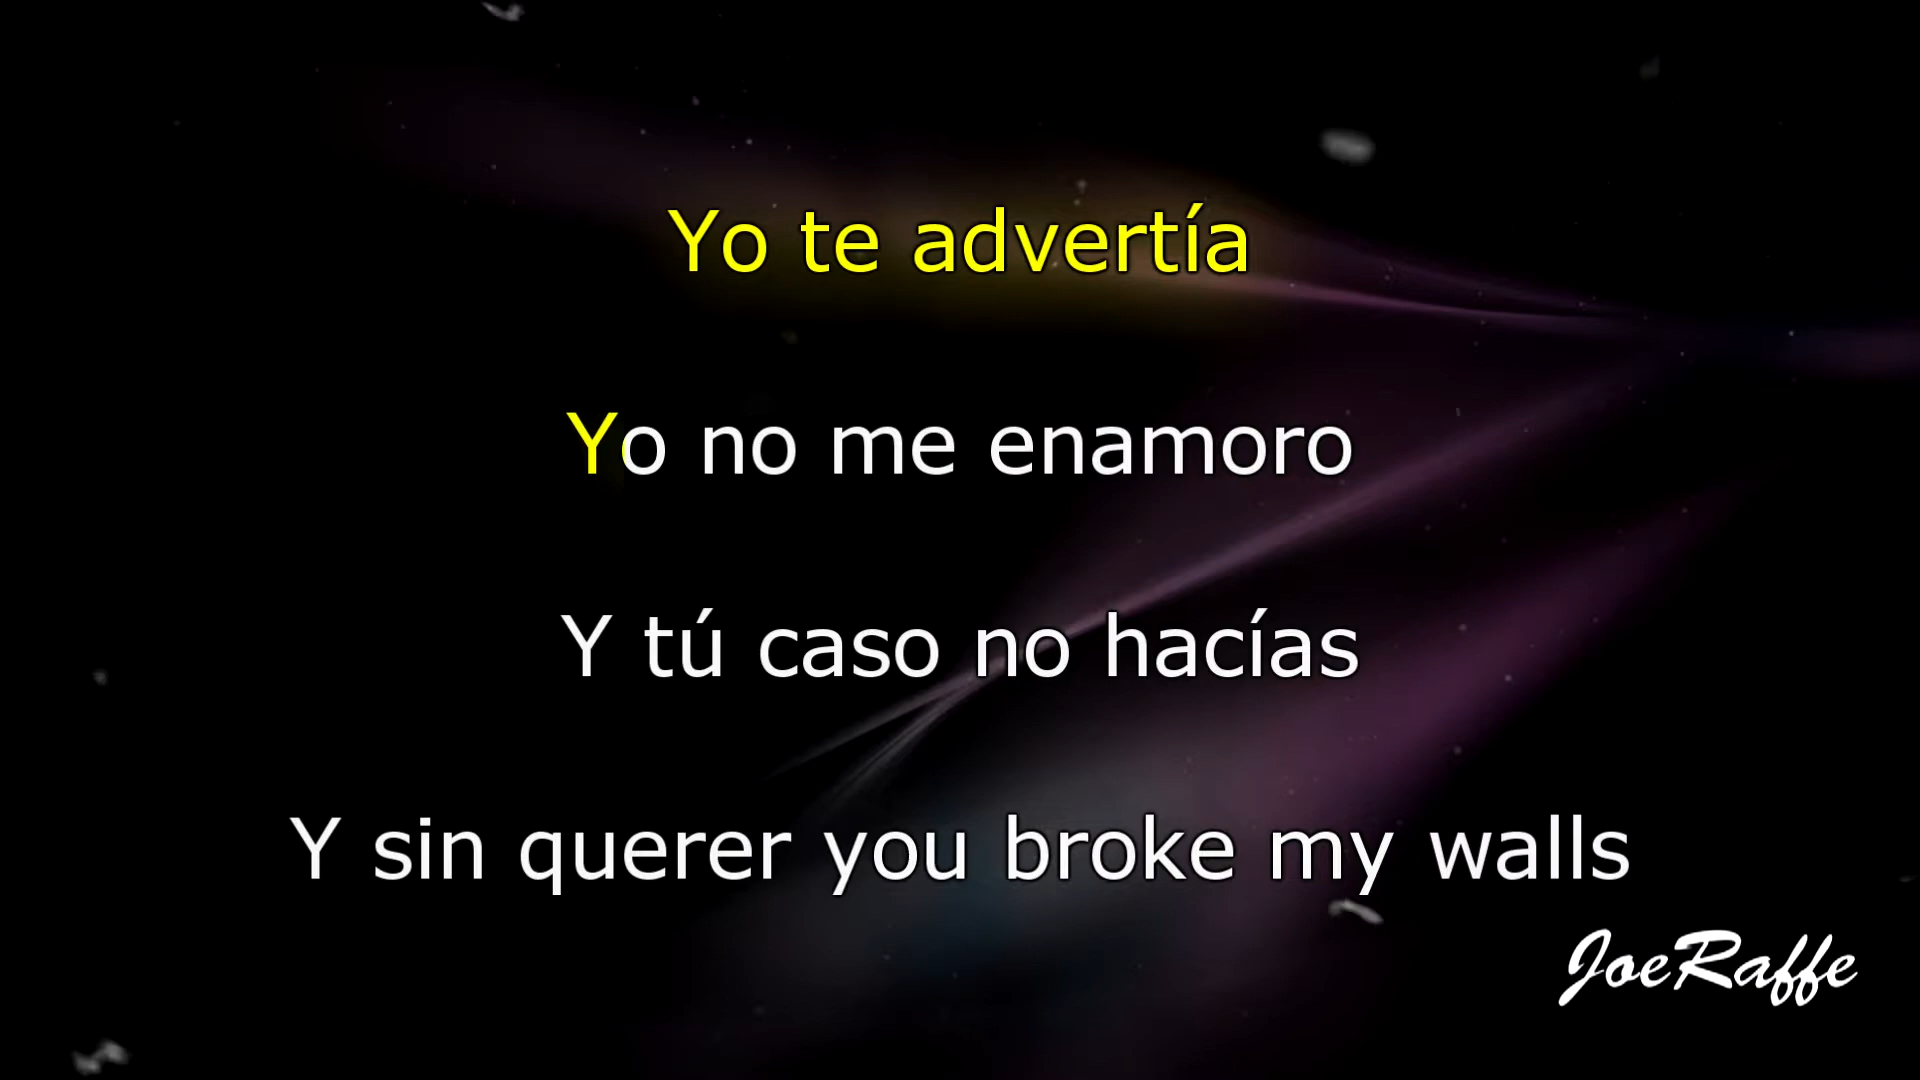 Yo te advertía
Yo no me enamoro
Y tú caso no hacías
Y sin querer you broke my walls
JoeRaffe